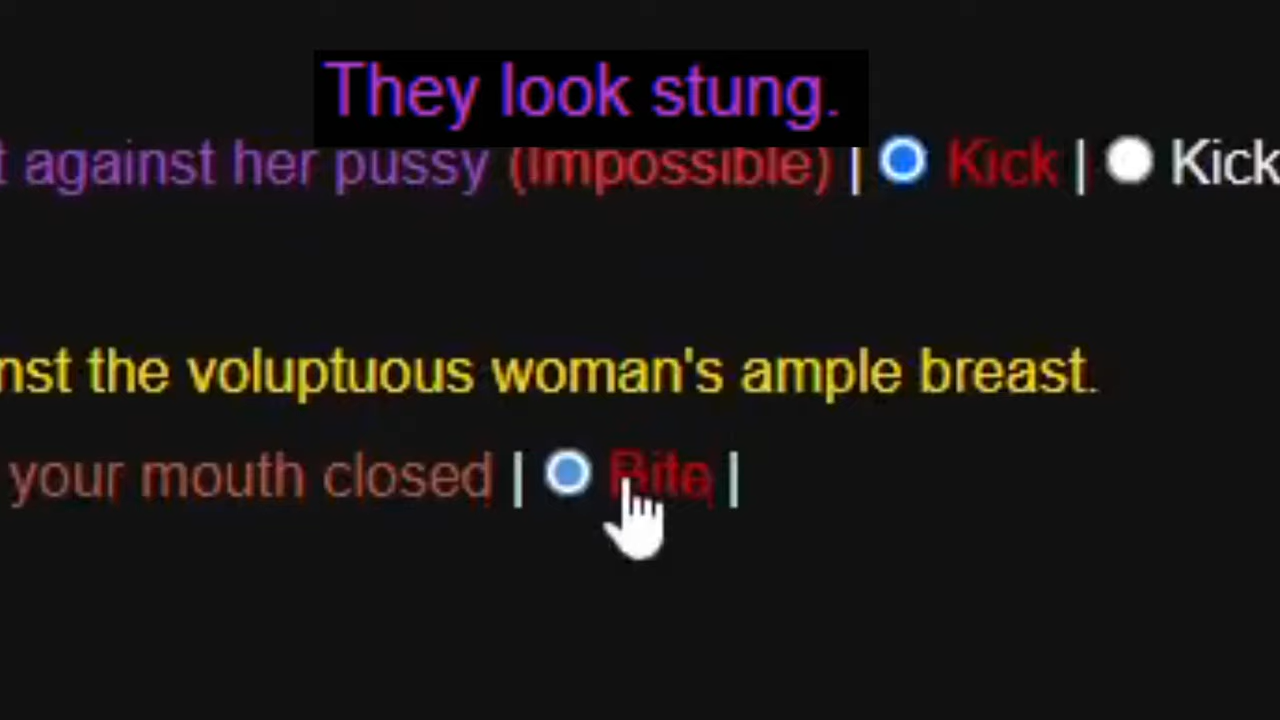 They look stung.
t against her pussy (Impossible) | Kick | Kick
nst the voluptuous woman's ample breast.
your mouth closed | Bite |